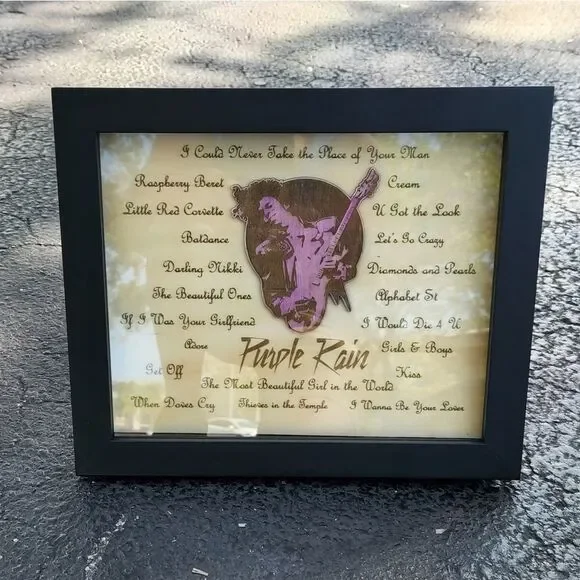 I Could Never Take the Place of Your Man
Raspberry Beret
Cream
Little Red Corvette
U Got the Look
Batdance
Let's Go Crazy
Darling Nikki
Diamonds and Pearls
The Beautiful Ones
Alphabet St
If I Was Your Girlfriend
I Would Die 4 U
Adore
Purple Rain
Girls & Boys
Get Off
Kiss
The Most Beautiful Girl in the World
When Doves Cry
Thieves in the Temple
I Wanna Be Your Lover